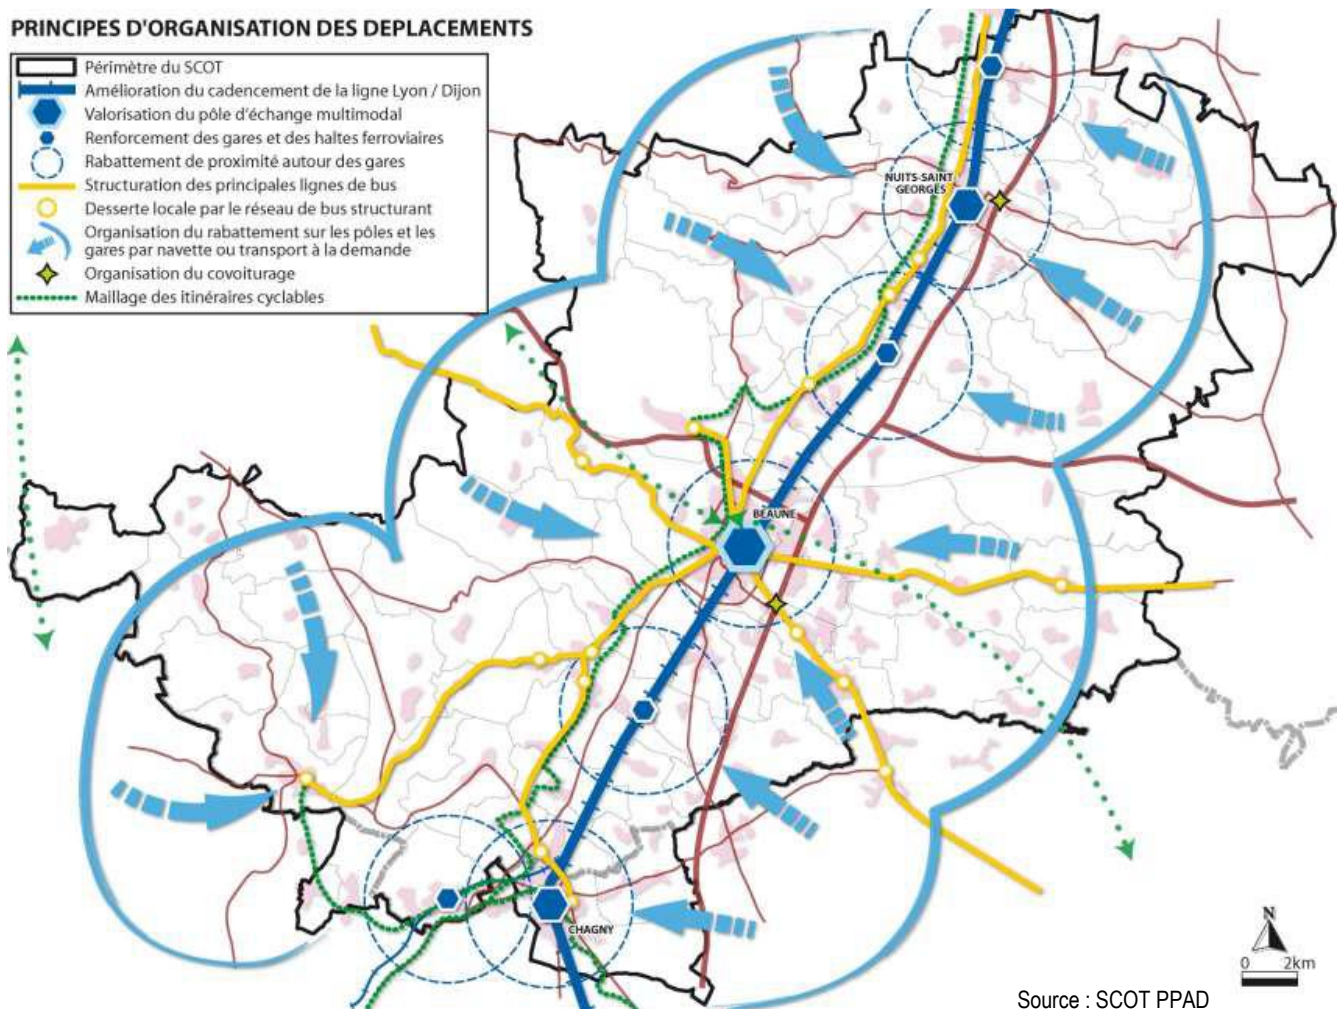 PRINCIPES D'ORGANISATION DES DEPLACEMENTS
Périmètre du SCOT
Amélioration du cadencement de la ligne Lyon / Dijon
Valorisation du pôle d'échange multimodal
Renforcement des gares et des haltes ferroviaires
Rabattement de proximité autour des gares
Structuration des principales lignes de bus
Desserte locale par le réseau de bus structurant
Organisation du rabattement sur les pôles et les
gares par navette ou transport à la demande
Organisation du covoiturage
Maillage des itinéraires cyclables
NUITS-SAINT
GEORGES
BEAUNE
CHAGNY
N
0 2km
Source : SCOT PPAD